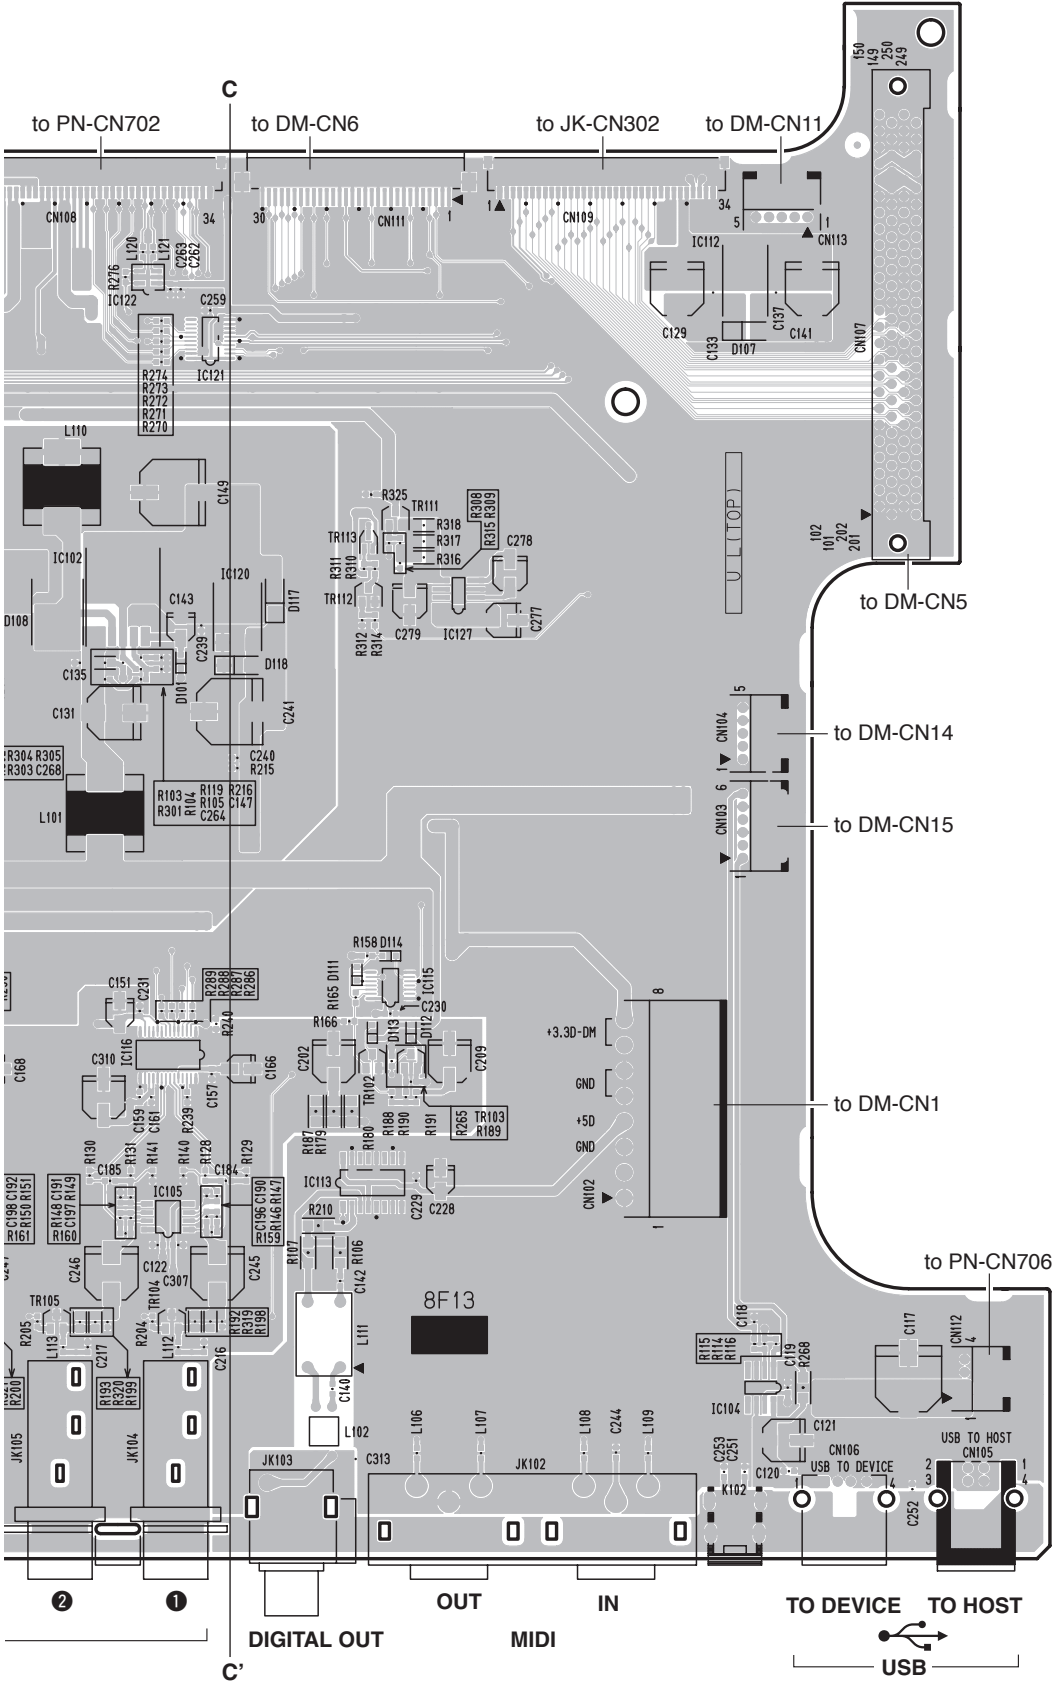 C
to PN-CN702
to DM-CN6
to JK-CN302
to DM-CN11
150
149
250
249
CN108
34
30
CN111
1
1
CN109
34
5
1
CN113
L120
L121
C263
C262
R276
IC122
C259
IC121
IC112
C129
C133
D107
C137
C141
CN107
R274
R273
R272
R271
R270
L110
C149
R325
TR111
R308
R309
R315
TR113
R318
R317
R316
C278
R311
R310
TR112
R312
R314
C279
IC127
C277
U L(TOP)
102
101
202
201
to DM-CN5
IC102
IC120
D108
C143
D117
C239
C135
D101
D118
C131
C241
R304 R305
R303 C268
C240
R215
L101
R103
R301
R104
R119
R105
C264
R216
C147
5
CN104
1
to DM-CN14
6
CN103
1
to DM-CN15
R158 D114
D111
R165
IC115
C230
R166
D113
D112
C151
C231
R289
R288
R287
R286
R240
IC116
C310
C168
C166
C157
C159
C161
R239
C202
TR102
C209
R187
R179
R180
R188
R190
R191
R265
TR103
R189
8
+3.3D-DM
GND
+5D
GND
CN102
1
to DM-CN1
R130
C185
R131
R141
R140
R128
C184
R129
IC113
C229
C228
C198 C192
R150 R151
R161
R148 C191
C197 R149
R160
IC105
C196 C190
R146 R147
R159
R210
R107
R106
C142
C247
C246
C122
C307
C245
TR105
R205
L113
C217
TR104
R204
L112
C216
R192
R319
R198
R200
R193
R320
R199
L111
C140
L102
8F13
to PN-CN706
C118
R115
R114
R116
C119
R268
IC104
C117
CN112
4
1
C121
JK105
JK104
JK103
C313
L106
L107
JK102
L108
C244
L109
C253
C251
K102
C120
CN106
USB TO DEVICE
1
4
C252
USB TO HOST
CN105
2
3
1
4
❷
❶
DIGITAL OUT
OUT
IN
MIDI
TO DEVICE
TO HOST
USB
C'